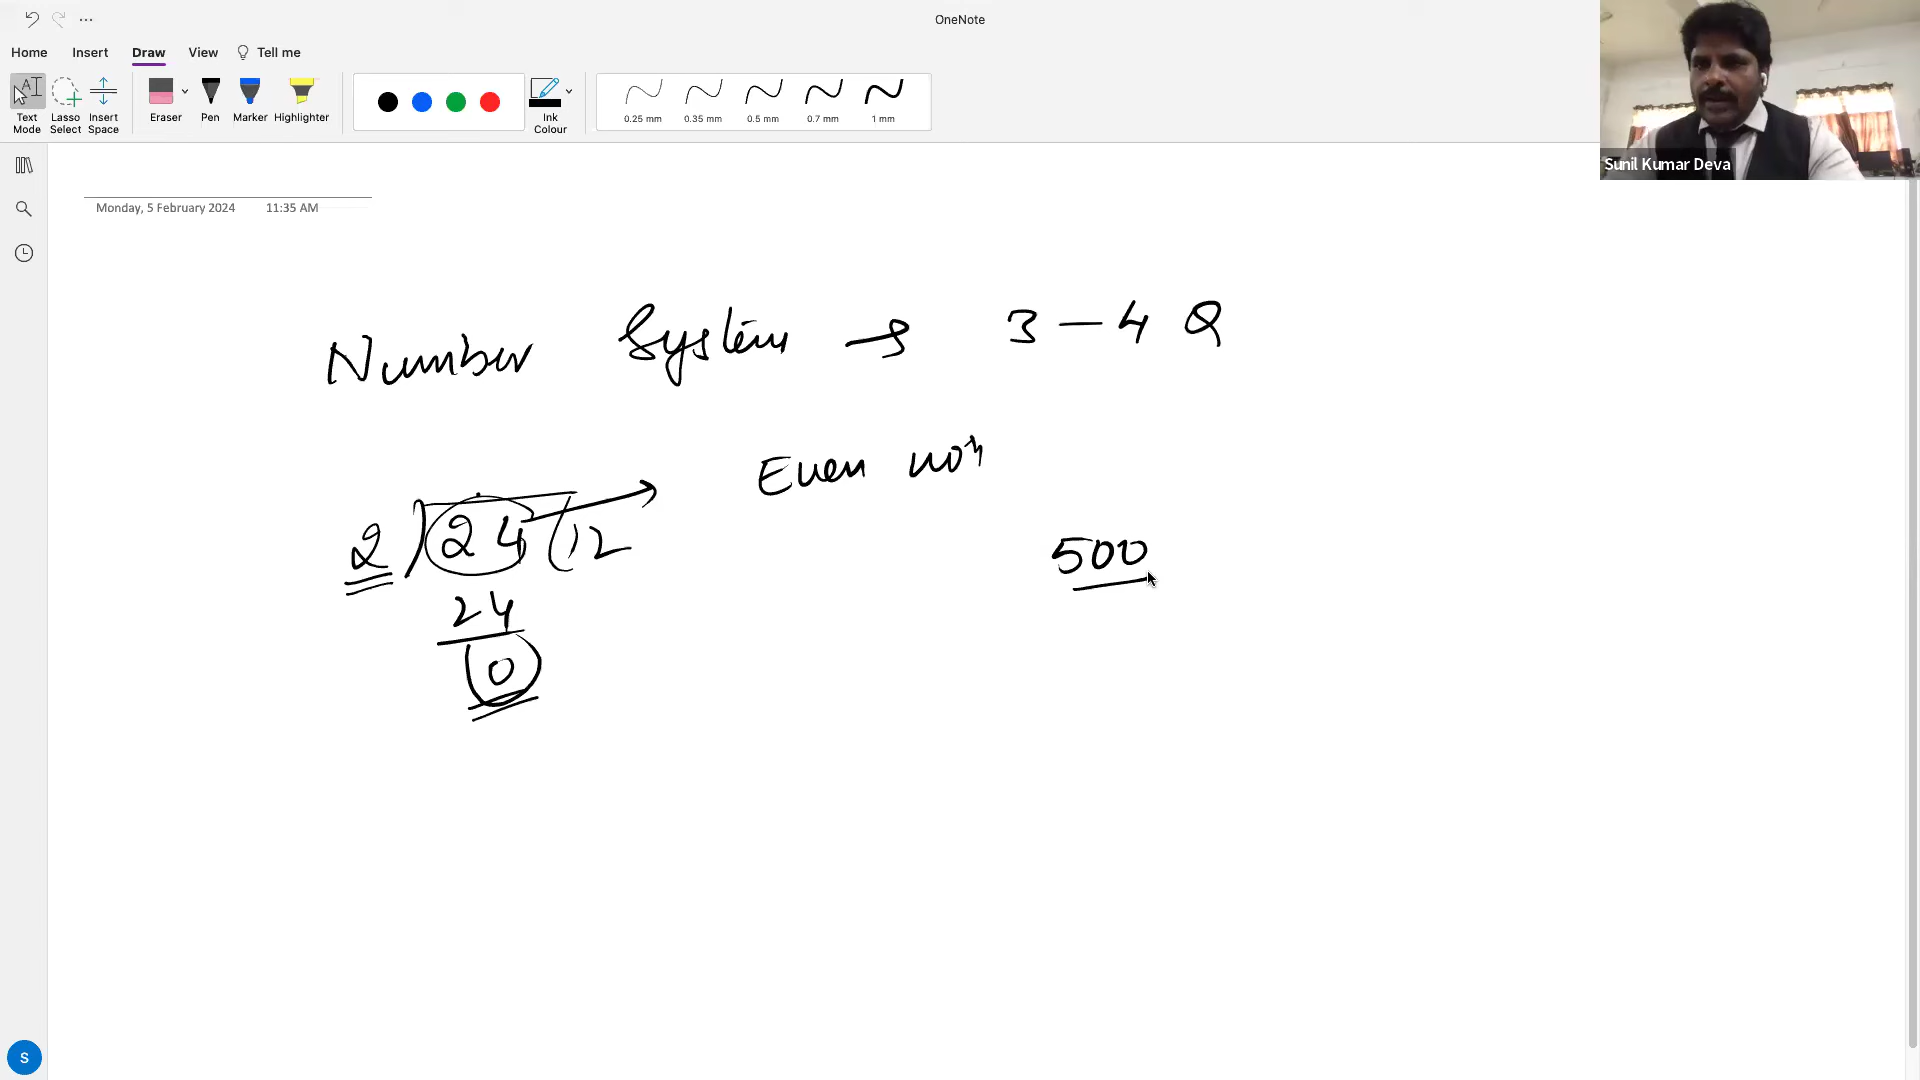 OneNote
Home Insert Draw View Tell me
Text Mode
Lasso Select
Insert Space
Eraser
Pen
Marker
Highlighter
Ink Colour
0.25 mm
0.35 mm
0.5 mm
0.7 mm
1 mm
Sunil Kumar Deva
Monday, 5 February 2024 11:35 AM
Number System → 3 - 4 Q
Even no's
2 ) 24 ( 12
24
0
500
S